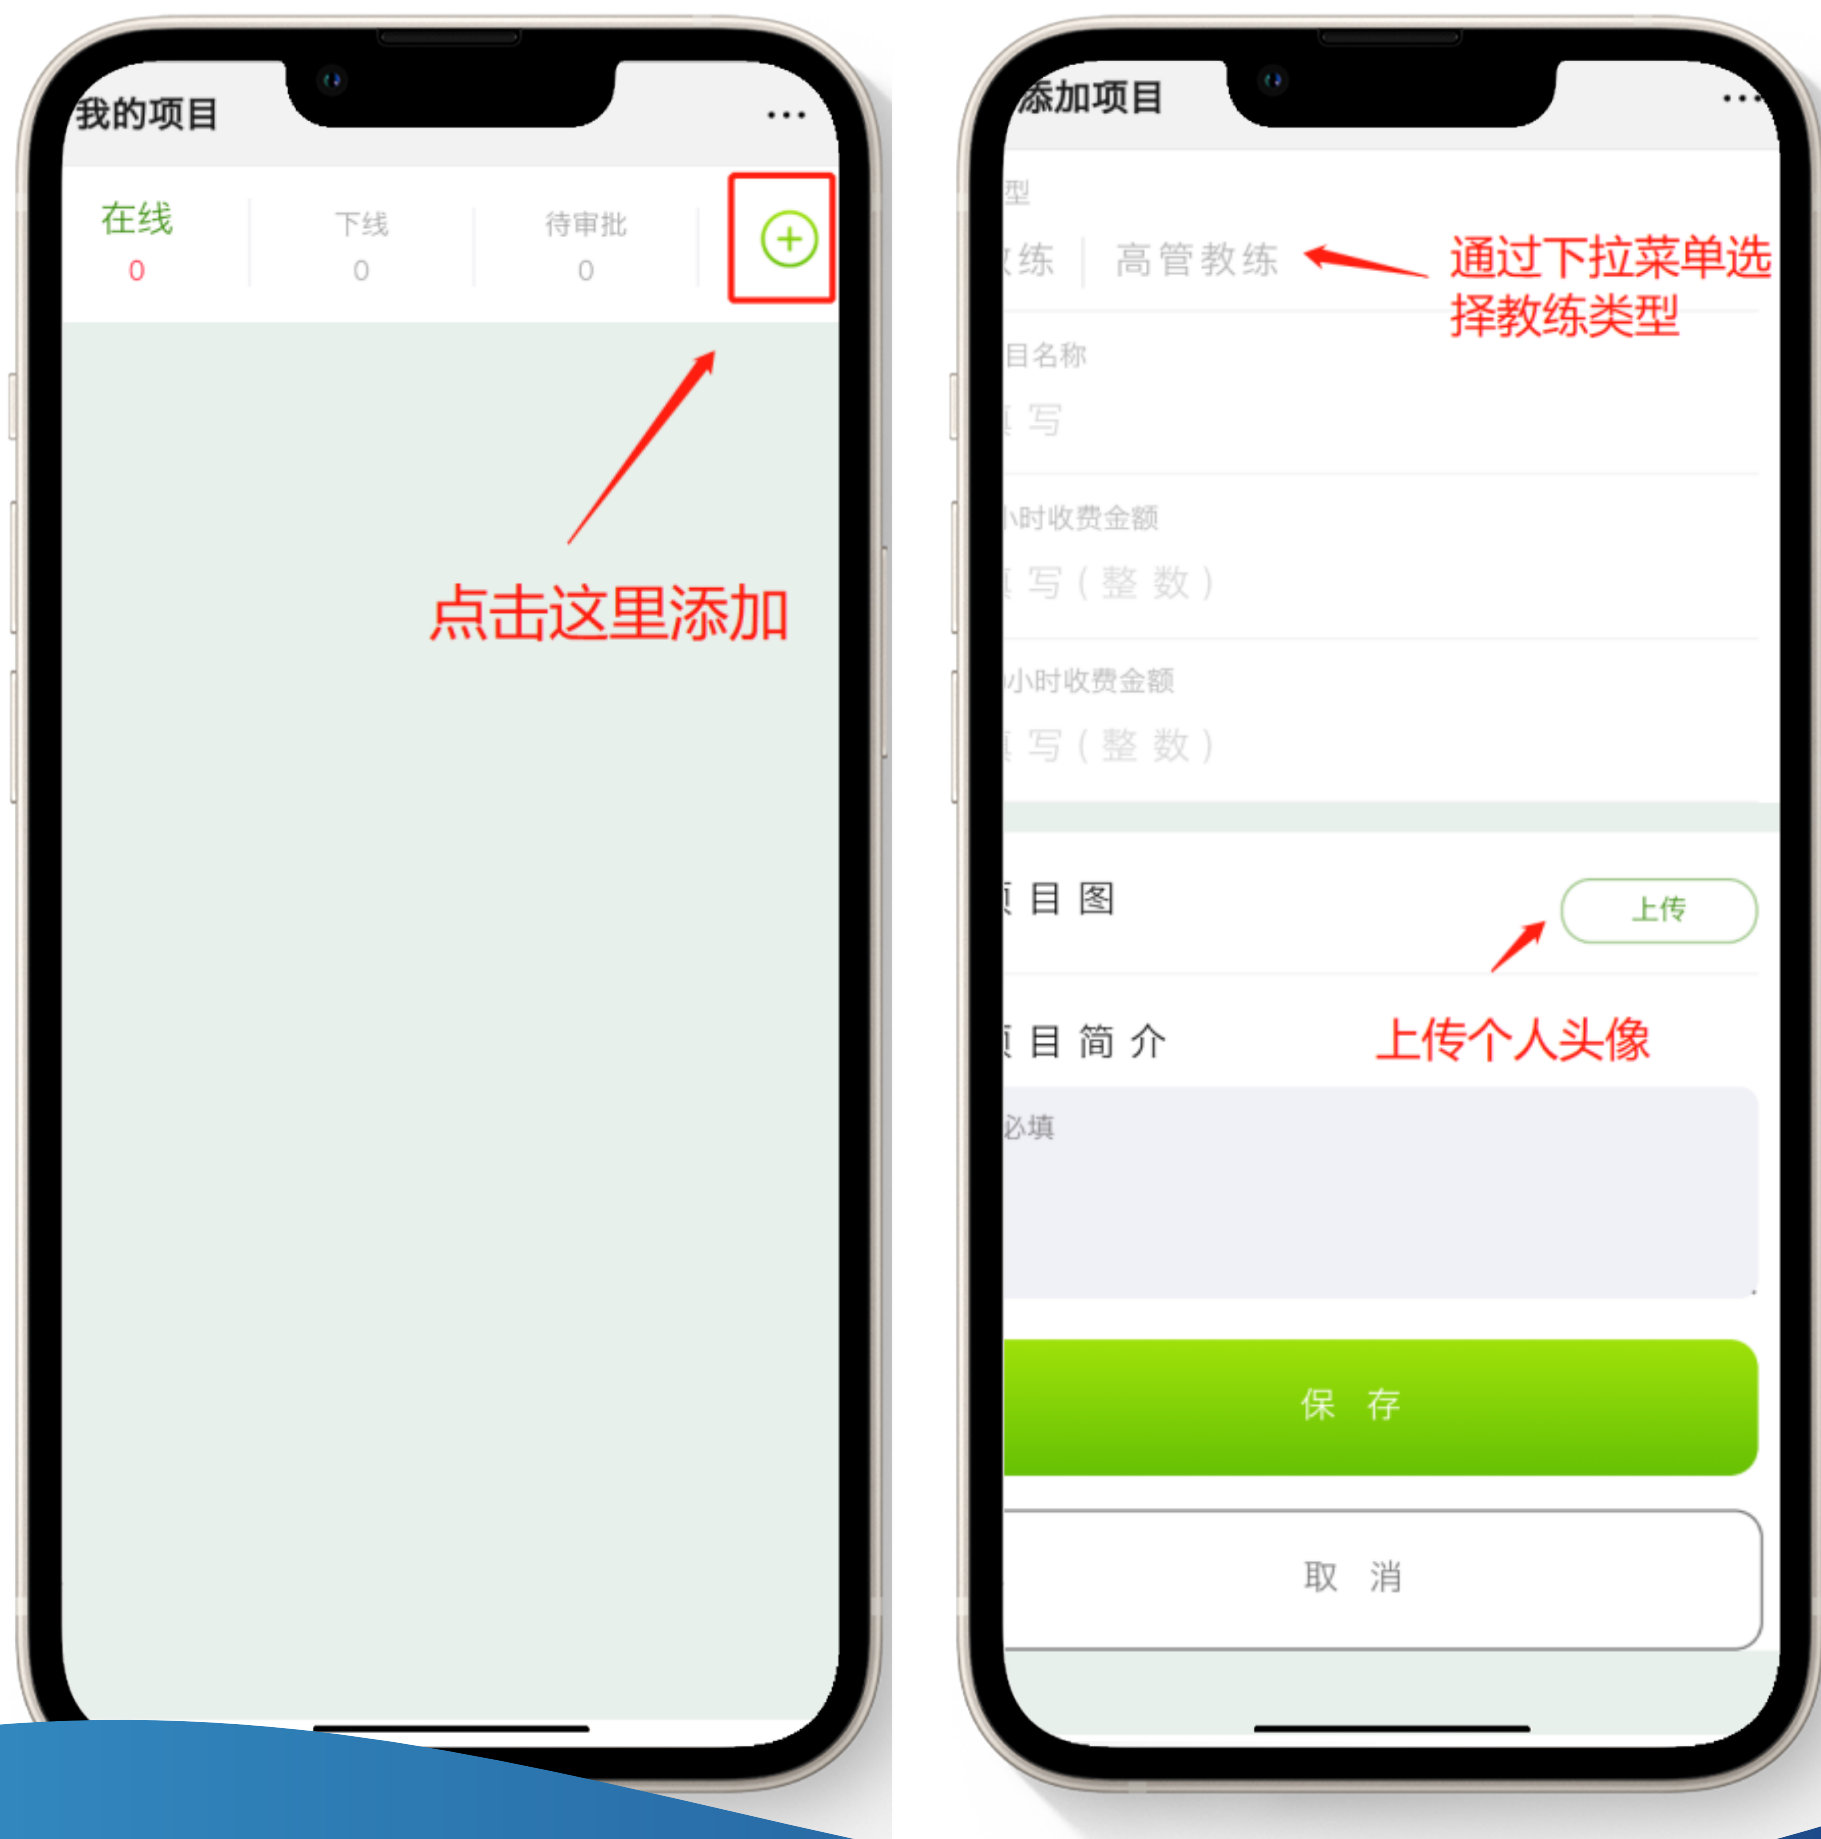 我的项目
在线
下线
待审批
0
0
0
点击这里添加
添加项目
型
练
高管教练
通过下拉菜单选
择教练类型
目名称
写
小时收费金额
写(整数)
小时收费金额
写(整数)
目图
上传
目简介
上传个人头像
必填
保存
取消